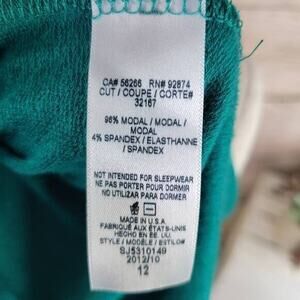 CA# 56266 RN# 92874
CUT / COUPE / CORTE#
32167
96% MODAL / MODAL /
MODAL
4% SPANDEX / ELASTHANNE
/ SPANDEX
NOT INTENDED FOR SLEEPWEAR
NE PAS PORTER POUR DORMIR
NO UTILIZAR PARA DORMER
MADE IN U.S.A.
FABRIQUÉ AUX ÉTATS-UNIS
HECHO EN EE. UU.
STYLE / MODÈLE / ESTILO#
SJ5310149
2012/10
12